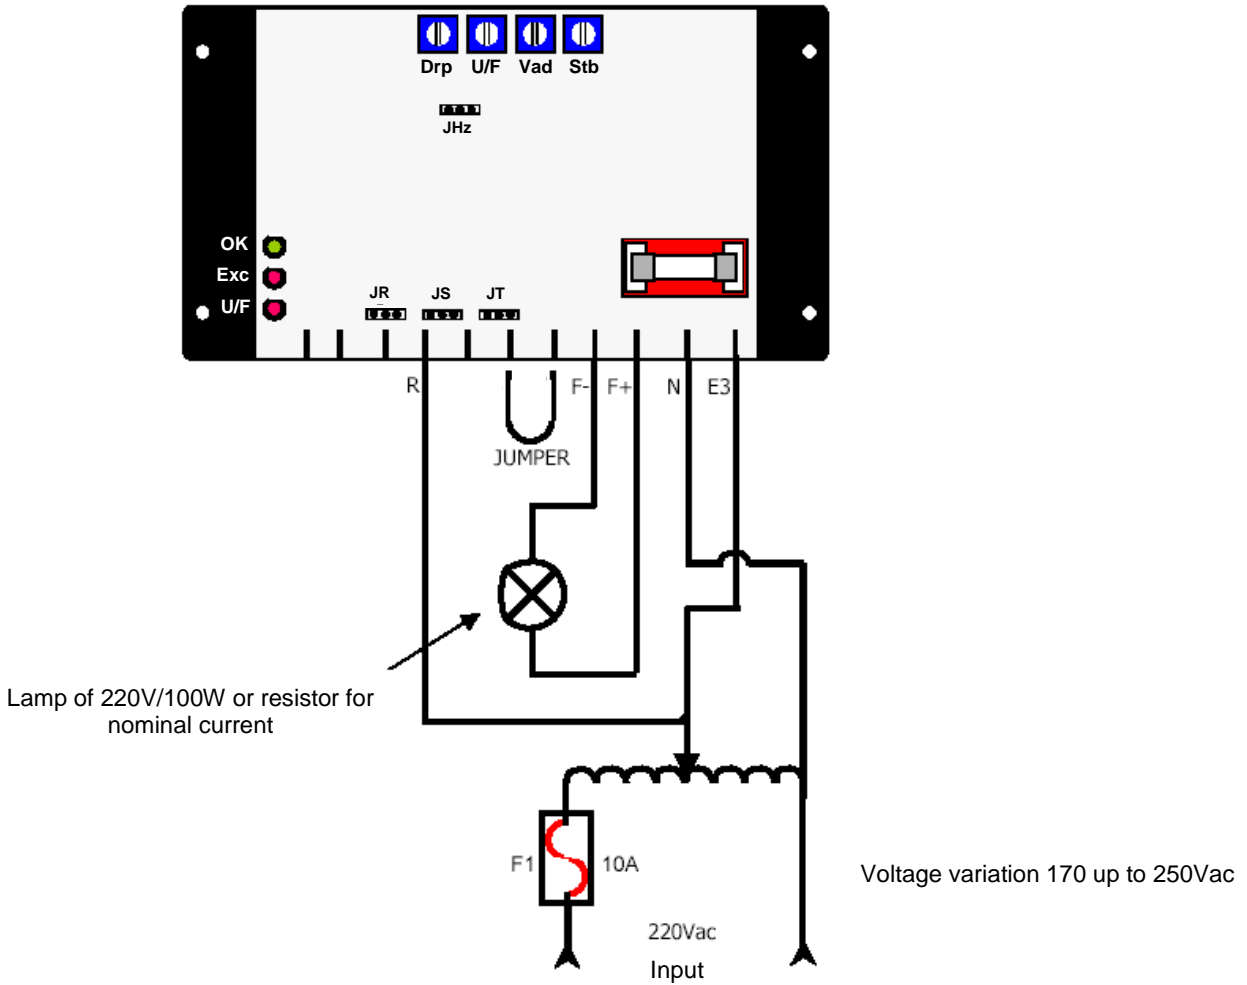 Drp U/F Vad Stb
JHz
OK
Exc
U/F
JR JS JT
R F- F+ N E3
JUMPER
Lamp of 220V/100W or resistor for
nominal current
F1 10A
Voltage variation 170 up to 250Vac
220Vac
Input